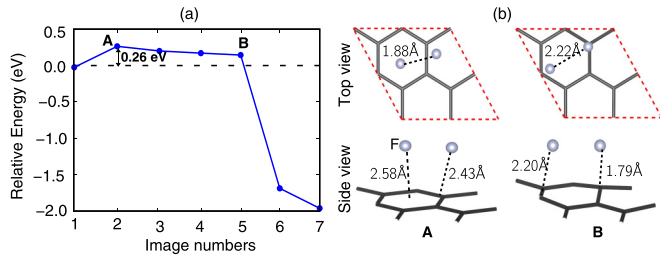 (a)
(b)
Relative Energy (eV)
0.5
0.0
−0.5
−1.0
−1.5
−2.0
A
B
0.26 eV
1
2
3
4
5
6
7
Image numbers
Top view
1.88Å
2.22Å
Side view
F
2.58Å
2.43Å
2.20Å
1.79Å
A
B